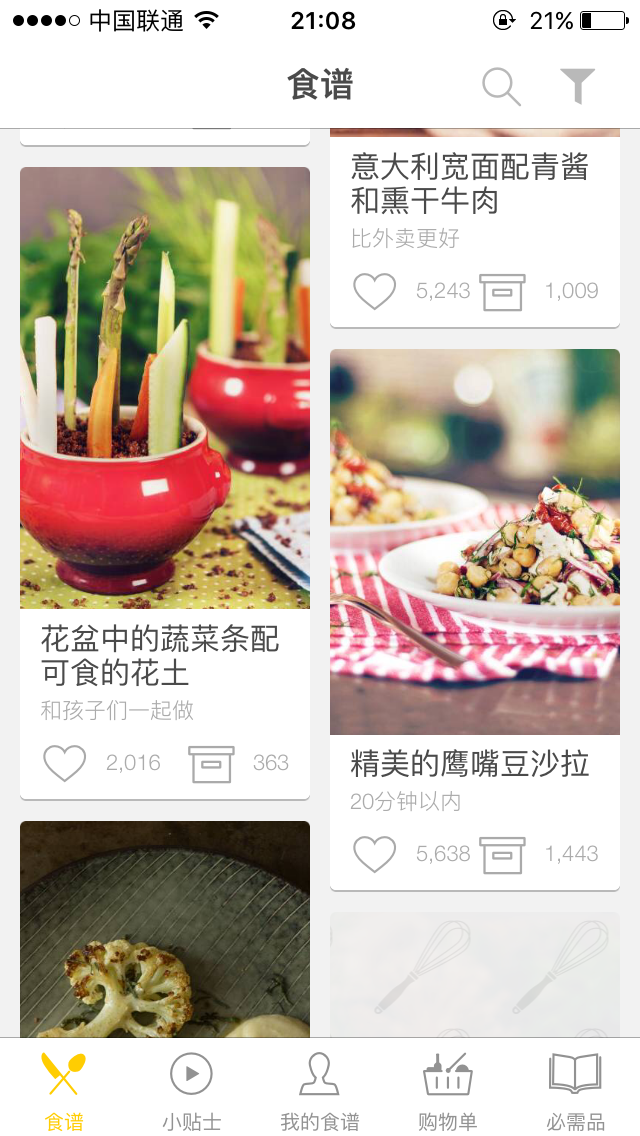 中国联通 21:08 21%
食谱
意大利宽面配青酱
和熏干牛肉
比外卖更好
5,243 1,009
花盆中的蔬菜条配
可食的花土
和孩子们一起做
2,016 363
精美的鹰嘴豆沙拉
20分钟以内
5,638 1,443
食谱 小贴士 我的食谱 购物单 必需品